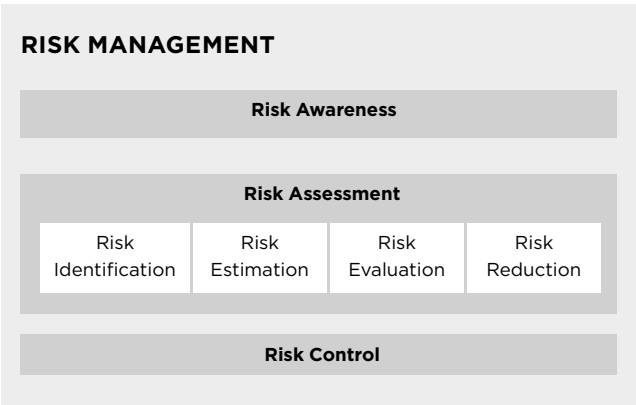 RISK MANAGEMENT
Risk Awareness
Risk Assessment
Risk
Identification
Risk
Estimation
Risk
Evaluation
Risk
Reduction
Risk Control